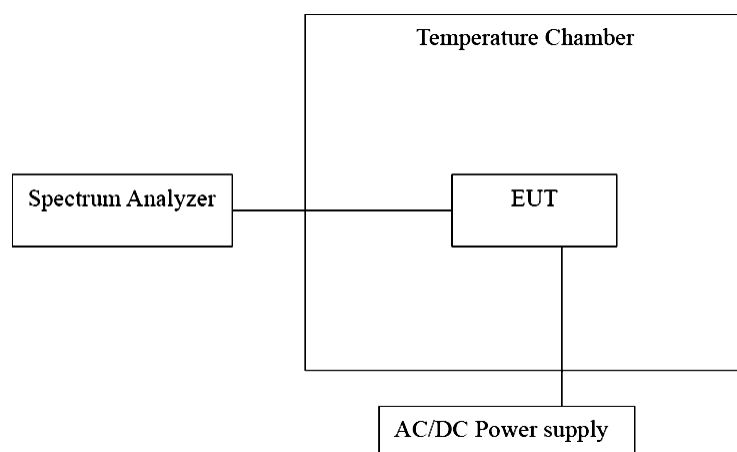 Temperature Chamber
Spectrum Analyzer
EUT
AC/DC Power supply